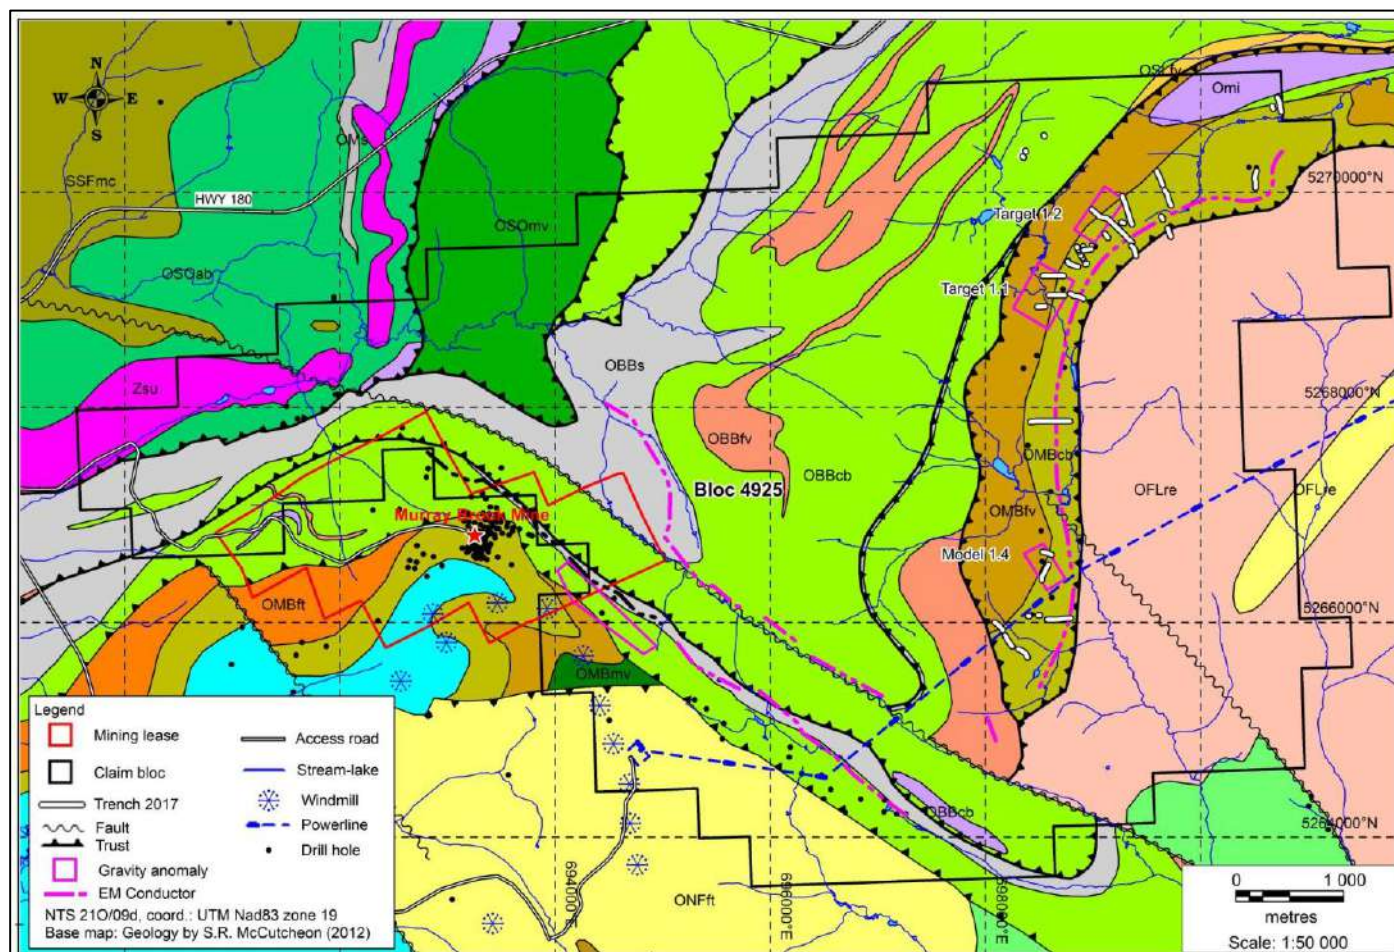 N
W E
S
SSFmc
HWY 180
OMs
OSOmv
OSOab
Zsu
OBBs
OBBfv
OBBcb
Bloc 4925
Omi
5270000°N
Target 1.2
Target 1.1
5268000°N
OMBcb
OMBfv
OFLre
OFLre
Model 1.4
5266000°N
Murray Brook Mine
OMBft
OMBmv
OBBcb
5264000°N
ONFft
694000°E
696000°E
698000°E
Legend
Mining lease
Claim bloc
Trench 2017
Fault
Trust
Gravity anomaly
EM Conductor
Access road
Stream-lake
Windmill
Powerline
Drill hole
NTS 21O/09d, coord.: UTM Nad83 zone 19
Base map: Geology by S.R. McCutcheon (2012)
0 1 000
metres
Scale: 1:50 000